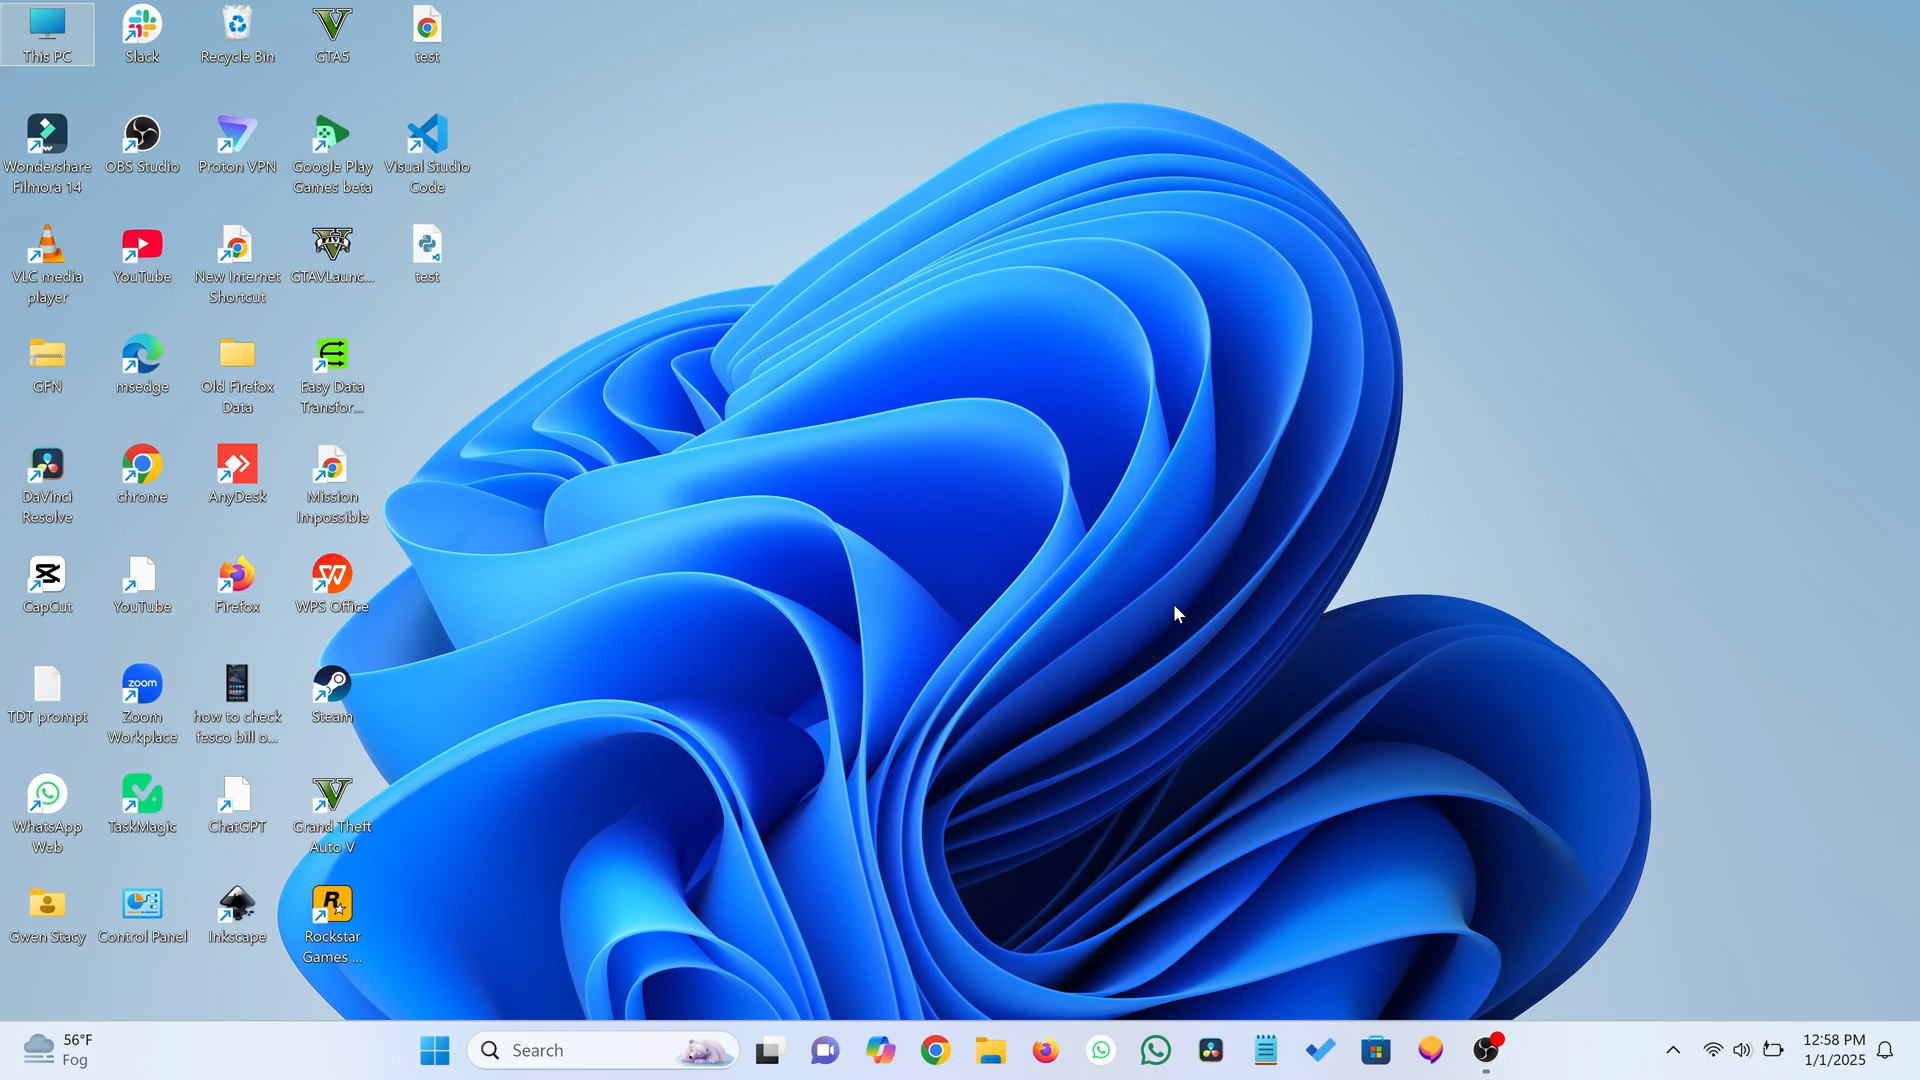 This PC
Slack
Recycle Bin
GTA5
test
Wondershare
Filmora 14
OBS Studio
Proton VPN
Google Play
Games beta
Visual Studio
Code
VLC media
player
YouTube
New Internet
Shortcut
GTAVLaunc...
test
GFN
msedge
Old Firefox
Data
Easy Data
Transfor...
DaVinci
Resolve
chrome
AnyDesk
Mission
Impossible
CapCut
YouTube
Firefox
WPS Office
TDT prompt
zoom
Zoom
Workplace
how to check
fesco bill o...
Steam
WhatsApp
Web
TaskMagic
ChatGPT
Grand Theft
Auto V
Gwen Stacy
Control Panel
Inkscape
Rockstar
Games ...
56°F
Fog
Search
12:58 PM
1/1/2025